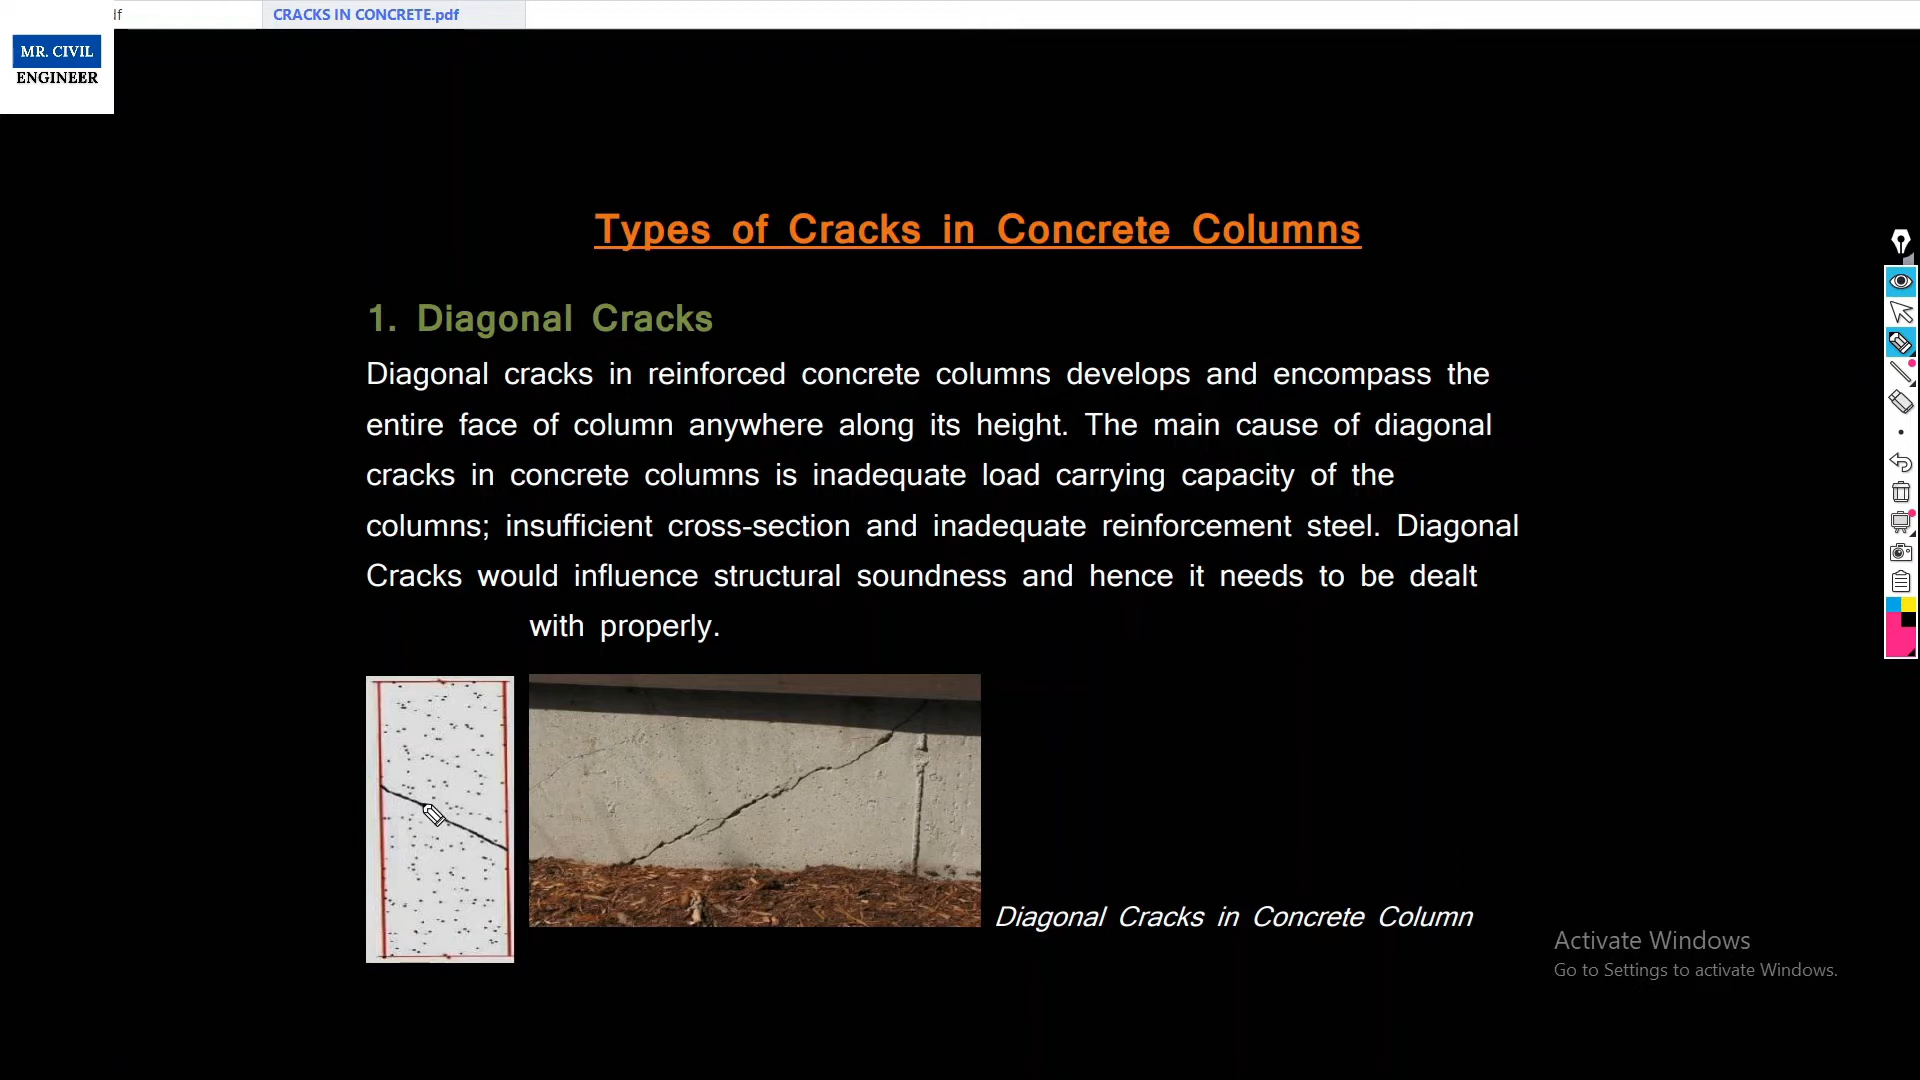 lf
CRACKS IN CONCRETE.pdf
MR. CIVIL
ENGINEER
Types of Cracks in Concrete Columns
1. Diagonal Cracks
Diagonal cracks in reinforced concrete columns develops and encompass the
entire face of column anywhere along its height. The main cause of diagonal
cracks in concrete columns is inadequate load carrying capacity of the
columns; insufficient cross-section and inadequate reinforcement steel. Diagonal
Cracks would influence structural soundness and hence it needs to be dealt
with properly.
Diagonal Cracks in Concrete Column
Activate Windows
Go to Settings to activate Windows.